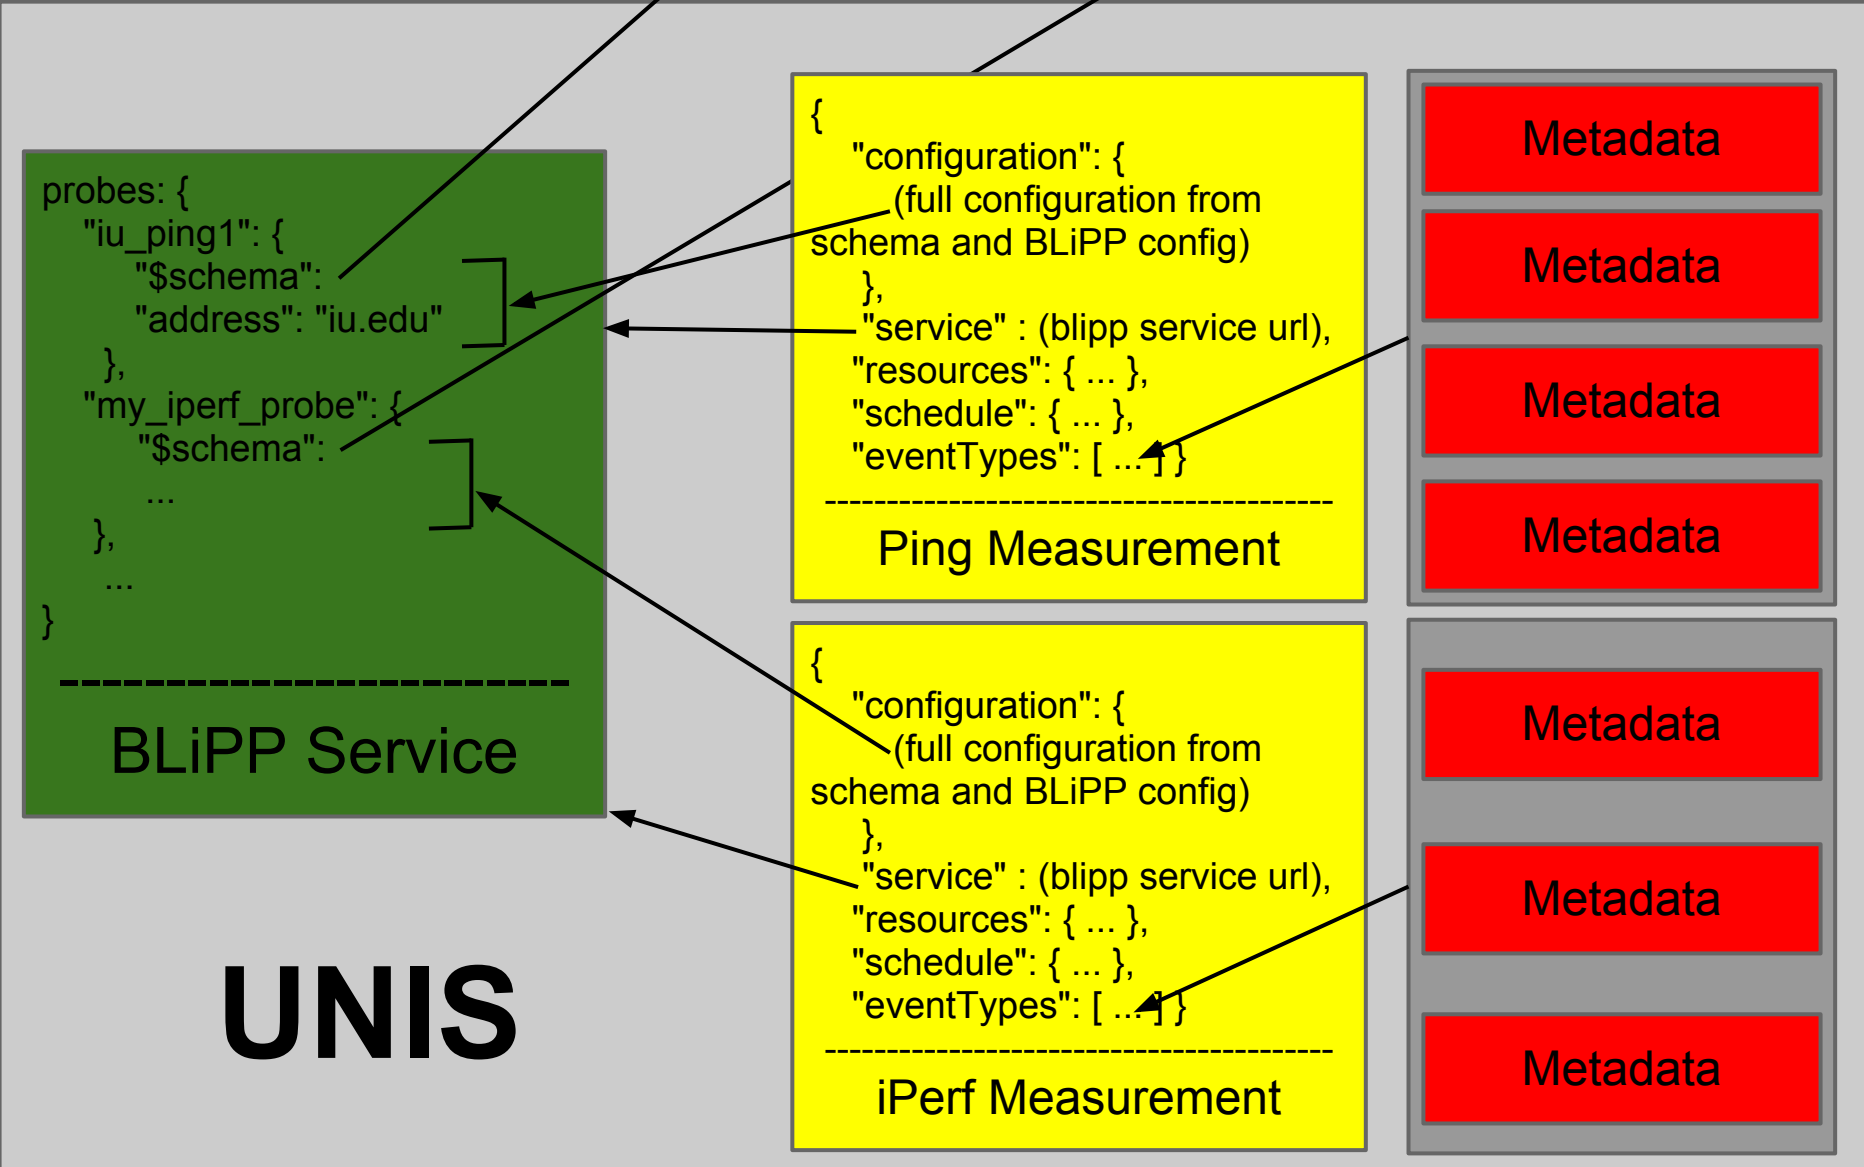 probes: {
"iu_ping1": {
"$schema":
"address": "iu.edu"
},
"my_iperf_probe": {
"$schema":
...
},
...
}
------------------------
BLiPP Service
UNIS
{
"configuration": {
(full configuration from
schema and BLiPP config)
},
"service" : (blipp service url),
"resources": { ... },
"schedule": { ... },
"eventTypes": [ ... ] }
-----------------------------------------
Ping Measurement
{
"configuration": {
(full configuration from
schema and BLiPP config)
},
"service" : (blipp service url),
"resources": { ... },
"schedule": { ... },
"eventTypes": [ ... ] }
-----------------------------------------
iPerf Measurement
Metadata
Metadata
Metadata
Metadata
Metadata
Metadata
Metadata